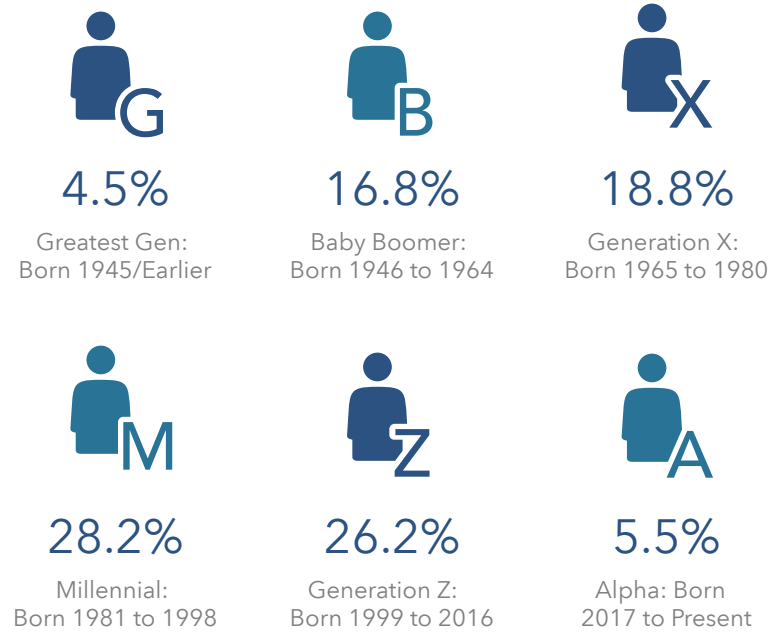 G
B
X
4.5%
16.8%
18.8%
Greatest Gen:
Born 1945/Earlier
Baby Boomer:
Born 1946 to 1964
Generation X:
Born 1965 to 1980
M
Z
A
28.2%
26.2%
5.5%
Millennial:
Born 1981 to 1998
Generation Z:
Born 1999 to 2016
Alpha: Born
2017 to Present